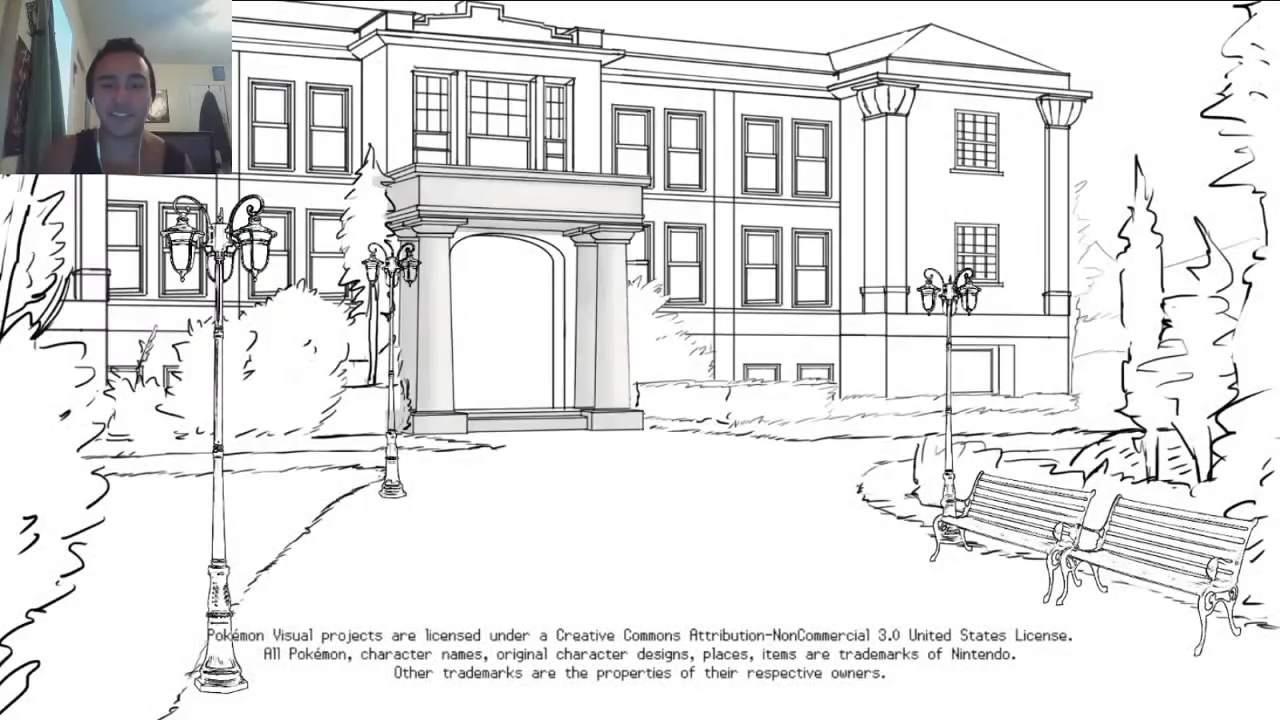 Pokémon Visual projects are licensed under a Creative Commons Attribution-NonCommercial 3.0 United States License.
All Pokémon, character names, original character designs, places, items are trademarks of Nintendo.
Other trademarks are the properties of their respective owners.